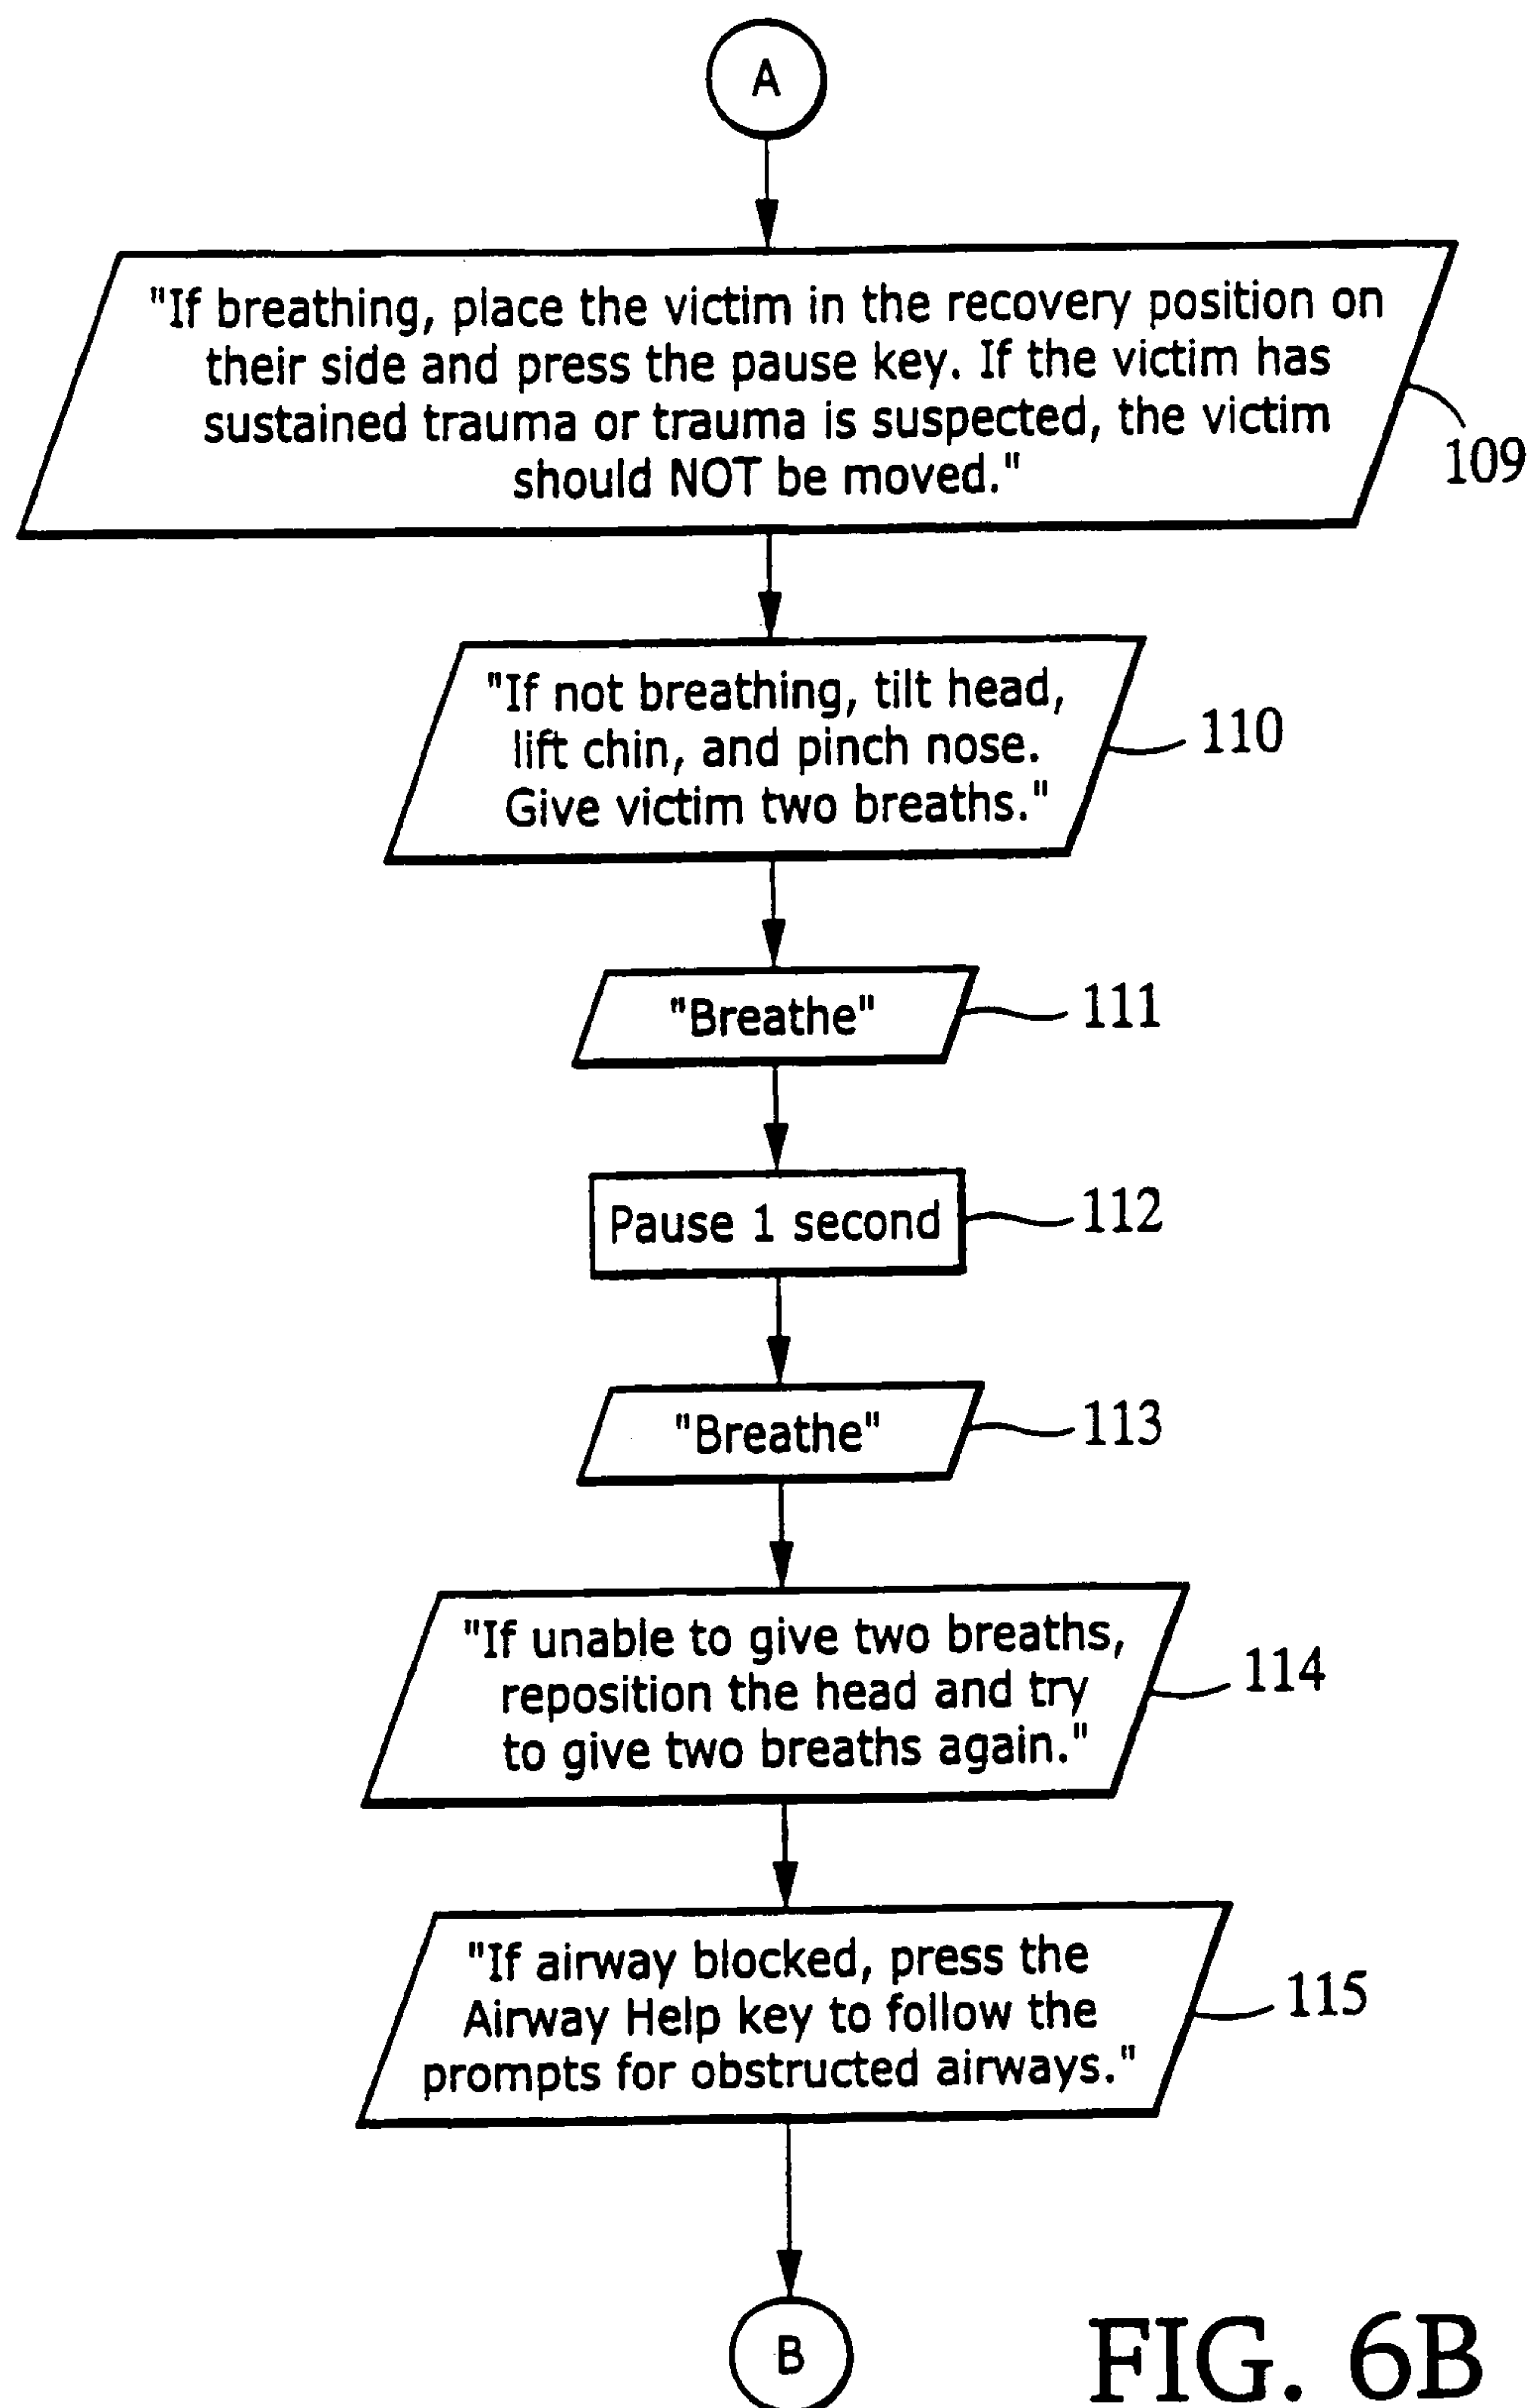 A
"If breathing, place the victim in the recovery position on
their side and press the pause key. If the victim has
sustained trauma or trauma is suspected, the victim
should NOT be moved."
109
"If not breathing, tilt head,
lift chin, and pinch nose.
Give victim two breaths."
110
"Breathe"
111
Pause 1 second
112
"Breathe"
113
"If unable to give two breaths,
reposition the head and try
to give two breaths again."
114
"If airway blocked, press the
Airway Help key to follow the
prompts for obstructed airways."
115
B
FIG. 6B